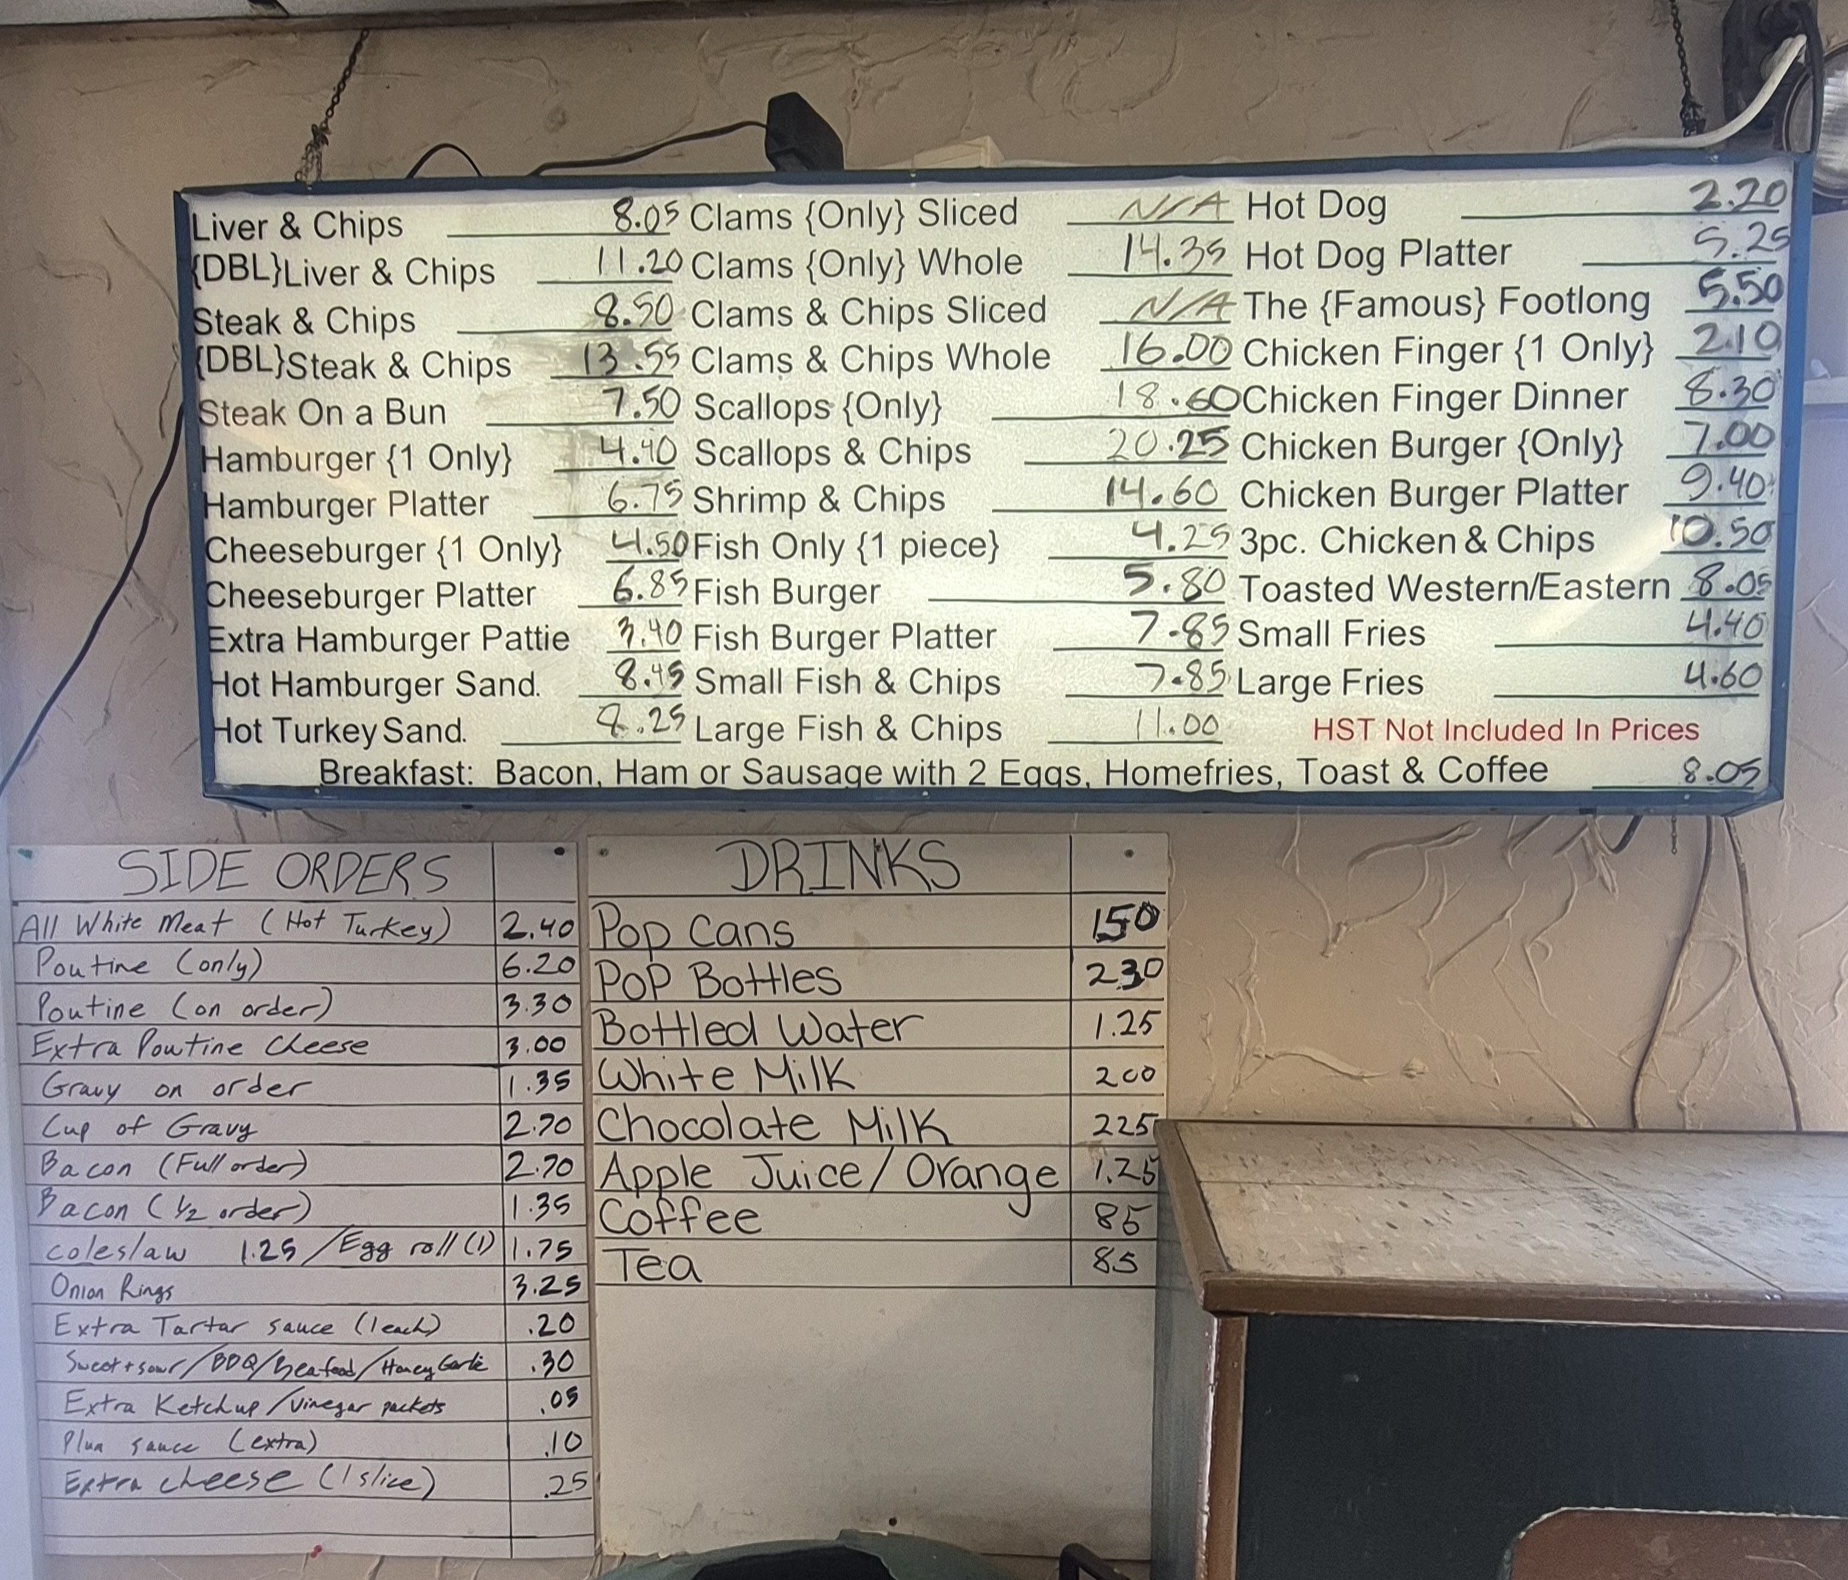 Liver & Chips 8.05
{DBL}Liver & Chips 11.20
Steak & Chips 8.50
{DBL}Steak & Chips 13.55
Steak On a Bun 7.50
Hamburger {1 Only} 4.40
Hamburger Platter 6.75
Cheeseburger {1 Only} 4.50
Cheeseburger Platter 6.85
Extra Hamburger Pattie 3.40
Hot Hamburger Sand. 8.45
Hot Turkey Sand. 8.25
Clams {Only} Sliced N/A
Clams {Only} Whole 14.35
Clams & Chips Sliced N/A
Clams & Chips Whole 16.00
Scallops {Only} 18.60
Scallops & Chips 20.25
Shrimp & Chips 14.60
Fish Only {1 piece} 4.25
Fish Burger 5.80
Fish Burger Platter 7.85
Small Fish & Chips 7.85
Large Fish & Chips 11.00
Hot Dog 2.20
Hot Dog Platter 5.25
The {Famous} Footlong 5.50
Chicken Finger {1 Only} 2.10
Chicken Finger Dinner 8.30
Chicken Burger {Only} 7.00
Chicken Burger Platter 9.40
3pc. Chicken & Chips 10.50
Toasted Western/Eastern 8.05
Small Fries 4.40
Large Fries 4.60
HST Not Included In Prices
Breakfast: Bacon, Ham or Sausage with 2 Eggs, Homefries, Toast & Coffee 8.05
SIDE ORDERS
All White Meat (Hot Turkey) 2.40
Poutine (only) 6.20
Poutine (on order) 3.30
Extra Poutine Cheese 3.00
Gravy on order 1.35
Cup of Gravy 2.70
Bacon (Full order) 2.70
Bacon (1/2 order) 1.35
coleslaw 1.25 /Egg roll (1) 1.75
Onion Rings 3.25
Extra Tartar sauce (1 each) .20
Sweet + sour/BBQ/Seafood/Honey Garlic .30
Extra Ketchup/Vinegar packets .05
Plum sauce (extra) .10
Extra cheese (1 slice) .25
DRINKS
Pop Cans 150
Pop Bottles 230
Bottled Water 1.25
White Milk 200
Chocolate Milk 225
Apple Juice/Orange 1.25
Coffee 85
Tea 85